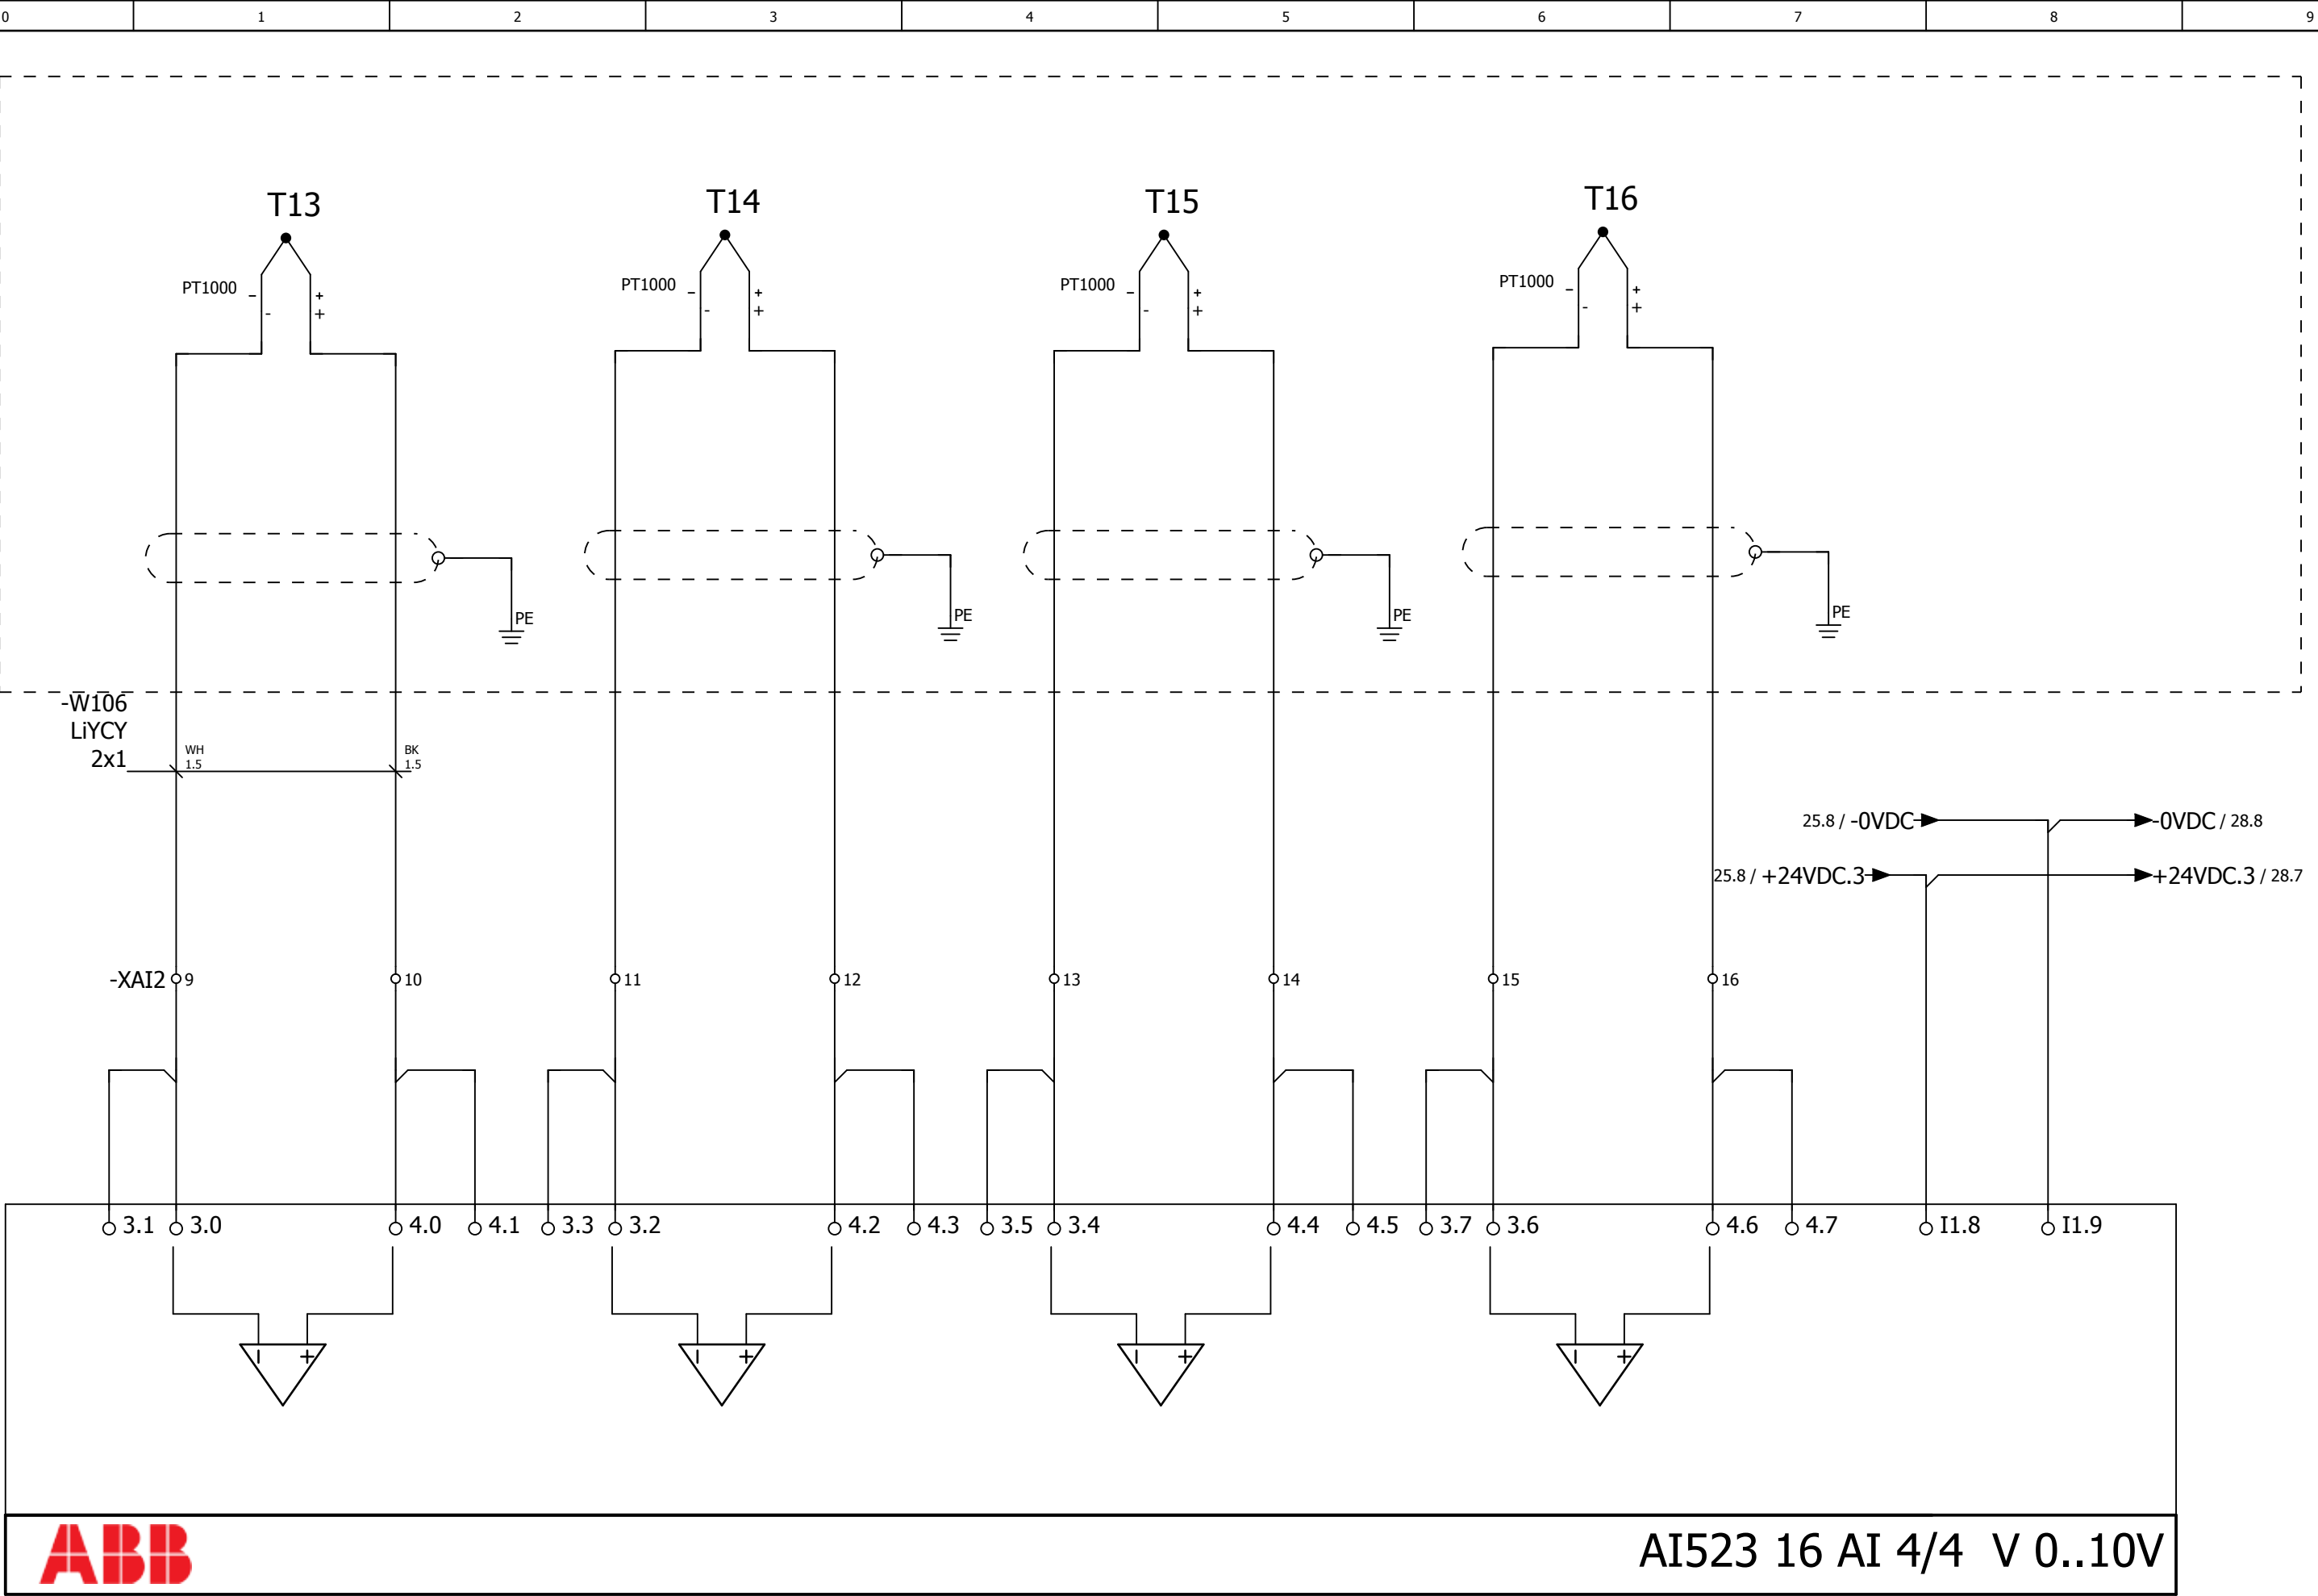 0 1 2 3 4 5 6 7 8 9
T13 T14 T15 T16
PT1000 - + PT1000 - + PT1000 - + PT1000 - +
- + - + - + - +
PE PE PE PE
-W106
LiYCY
2x1
WH
1.5
BK
1.5
25.8 / -0VDC -0VDC / 28.8
25.8 / +24VDC.3 +24VDC.3 / 28.7
-XAI2 9 10 11 12 13 14 15 16
3.1 3.0 4.0 4.1 3.3 3.2 4.2 4.3 3.5 3.4 4.4 4.5 3.7 3.6 4.6 4.7 I1.8 I1.9
- + - + - + - +
ABB
AI523 16 AI 4/4 V 0..10V